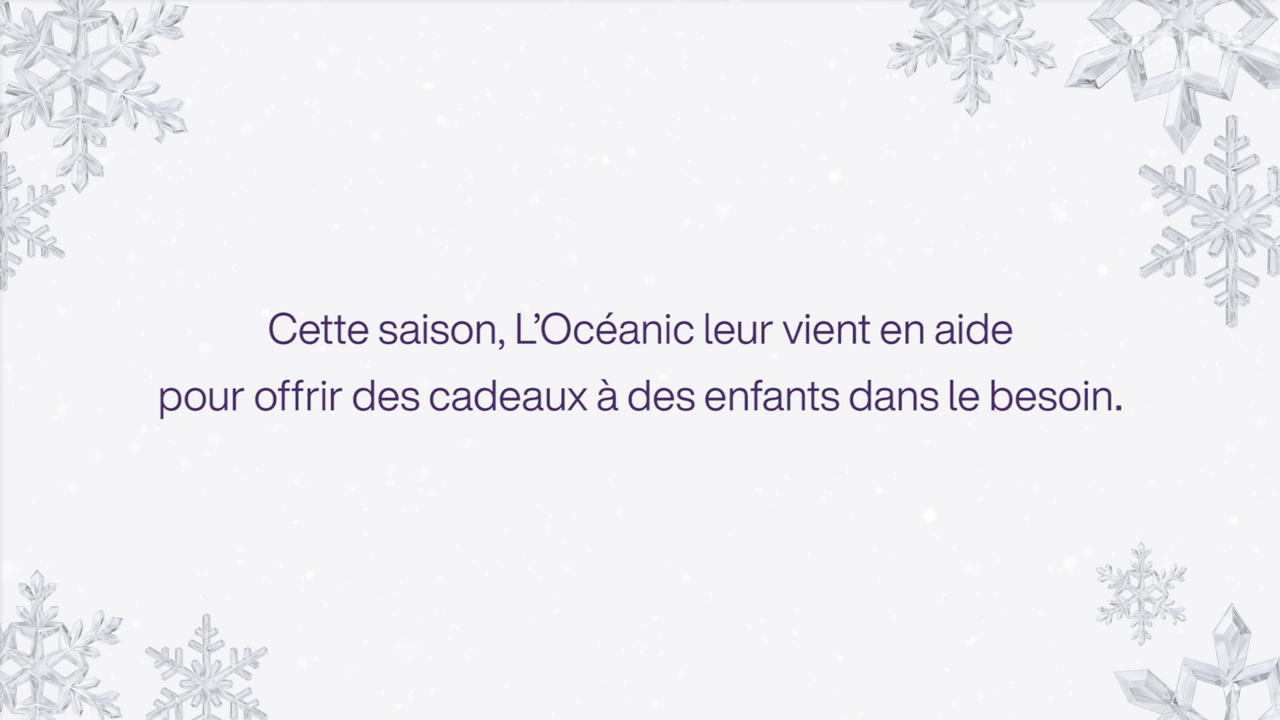 Cette saison, L’Océanic leur vient en aide
pour offrir des cadeaux à des enfants dans le besoin.